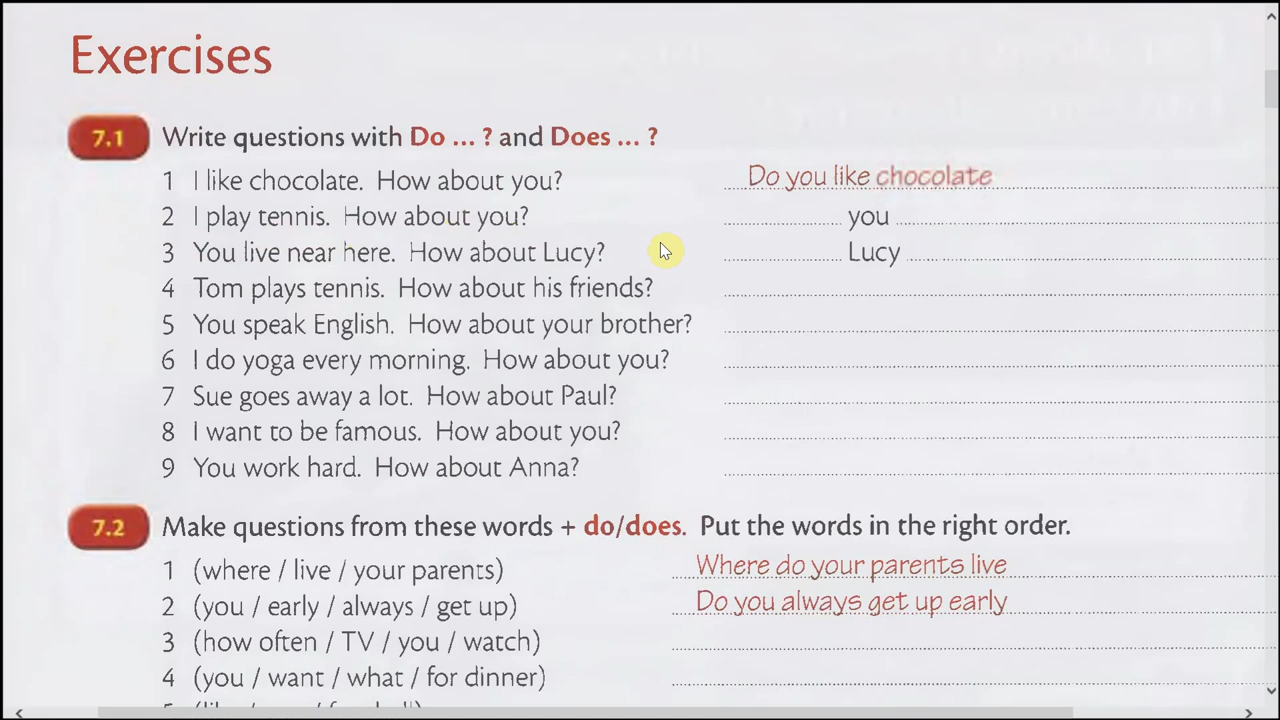 Exercises
7.1 Write questions with Do ... ? and Does ... ?
1 I like chocolate. How about you? Do you like chocolate
2 I play tennis. How about you? you
3 You live near here. How about Lucy? Lucy
4 Tom plays tennis. How about his friends?
5 You speak English. How about your brother?
6 I do yoga every morning. How about you?
7 Sue goes away a lot. How about Paul?
8 I want to be famous. How about you?
9 You work hard. How about Anna?
7.2 Make questions from these words + do/does. Put the words in the right order.
1 (where / live / your parents) Where do your parents live
2 (you / early / always / get up) Do you always get up early
3 (how often / TV / you / watch)
4 (you / want / what / for dinner)